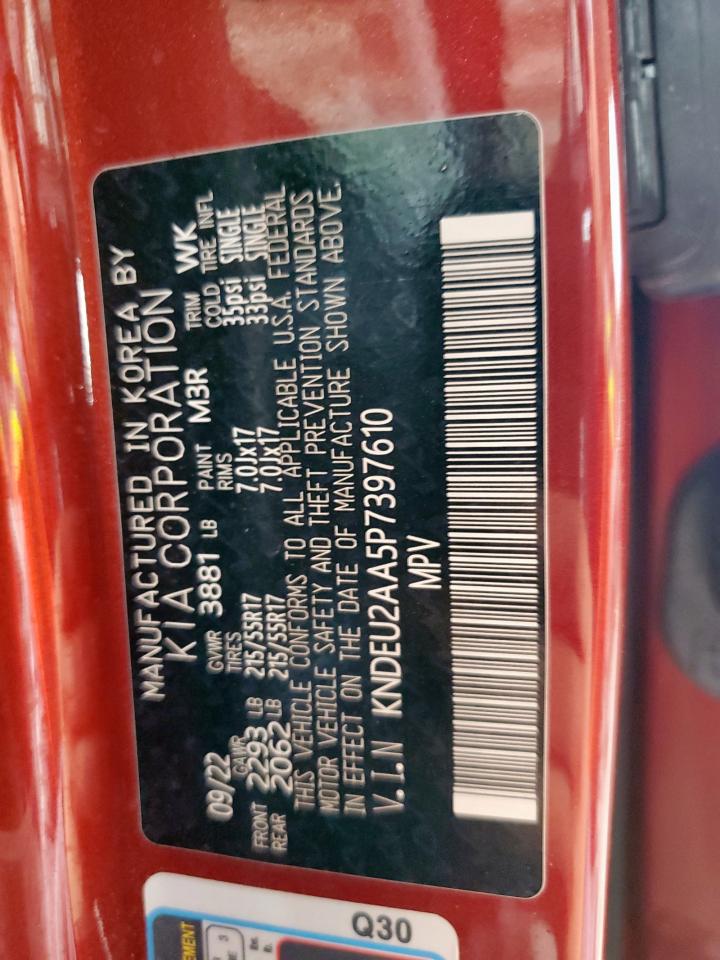 MANUFACTURED IN KOREA BY
KIA CORPORATION
09/22 GVWR 3881 LB PAINT M3R TRIM WK
GAWR TIRES RIMS COLD TIRE INFL
FRONT 2293 LB 215/55R17 7.0Jx17 35psi SINGLE
REAR 2062 LB 215/55R17 7.0Jx17 33psi SINGLE
THIS VEHICLE CONFORMS TO ALL APPLICABLE U.S.A. FEDERAL
MOTOR VEHICLE SAFETY AND THEFT PREVENTION STANDARDS
IN EFFECT ON THE DATE OF MANUFACTURE SHOWN ABOVE.
V.I.N KNDEU2AA5P7397610
MPV
Q30